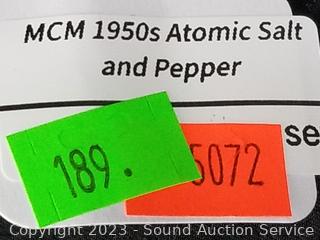 MCM 1950s Atomic Salt
and Pepper
se
189.
5072
Copyright 2023 - Sound Auction Service